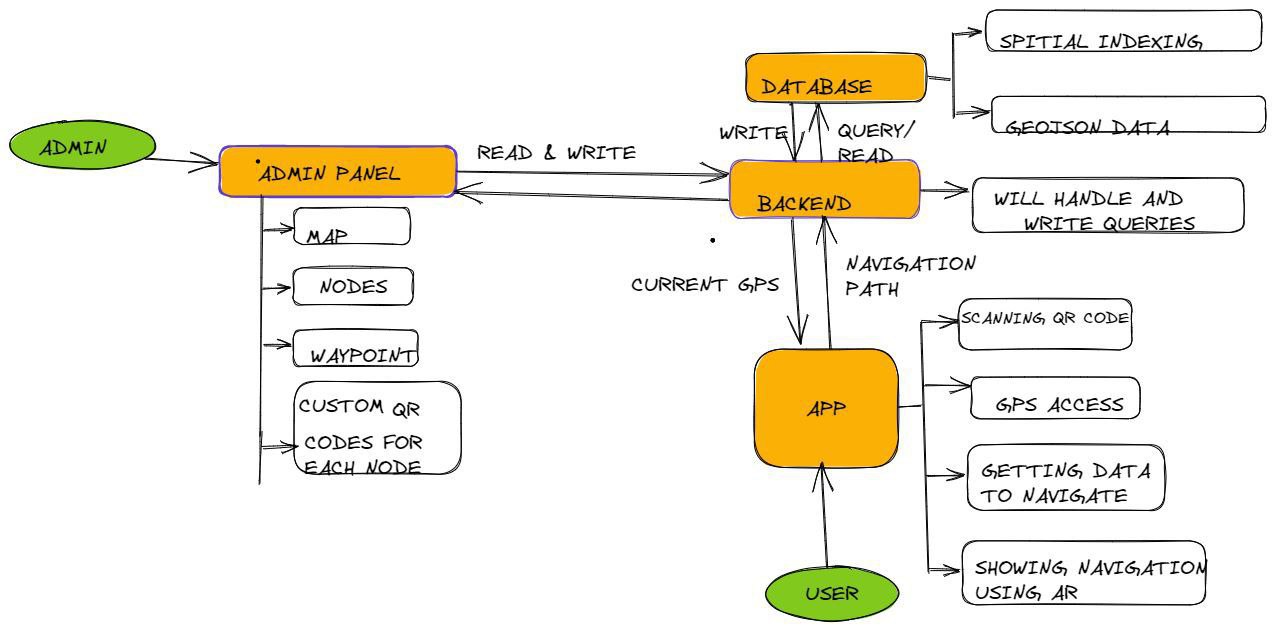 SPITIAL INDEXING
DATABASE
GEOJSON DATA
WRITE
QUERY/
READ
ADMIN
ADMIN PANEL
READ & WRITE
BACKEND
WILL HANDLE AND
WRITE QUERIES
MAP
NODES
WAYPOINT
CUSTOM QR
CODES FOR
EACH NODE
CURRENT GPS
NAVIGATION
PATH
APP
SCANNING QR CODE
GPS ACCESS
GETTING DATA
TO NAVIGATE
SHOWING NAVIGATION
USING AR
USER